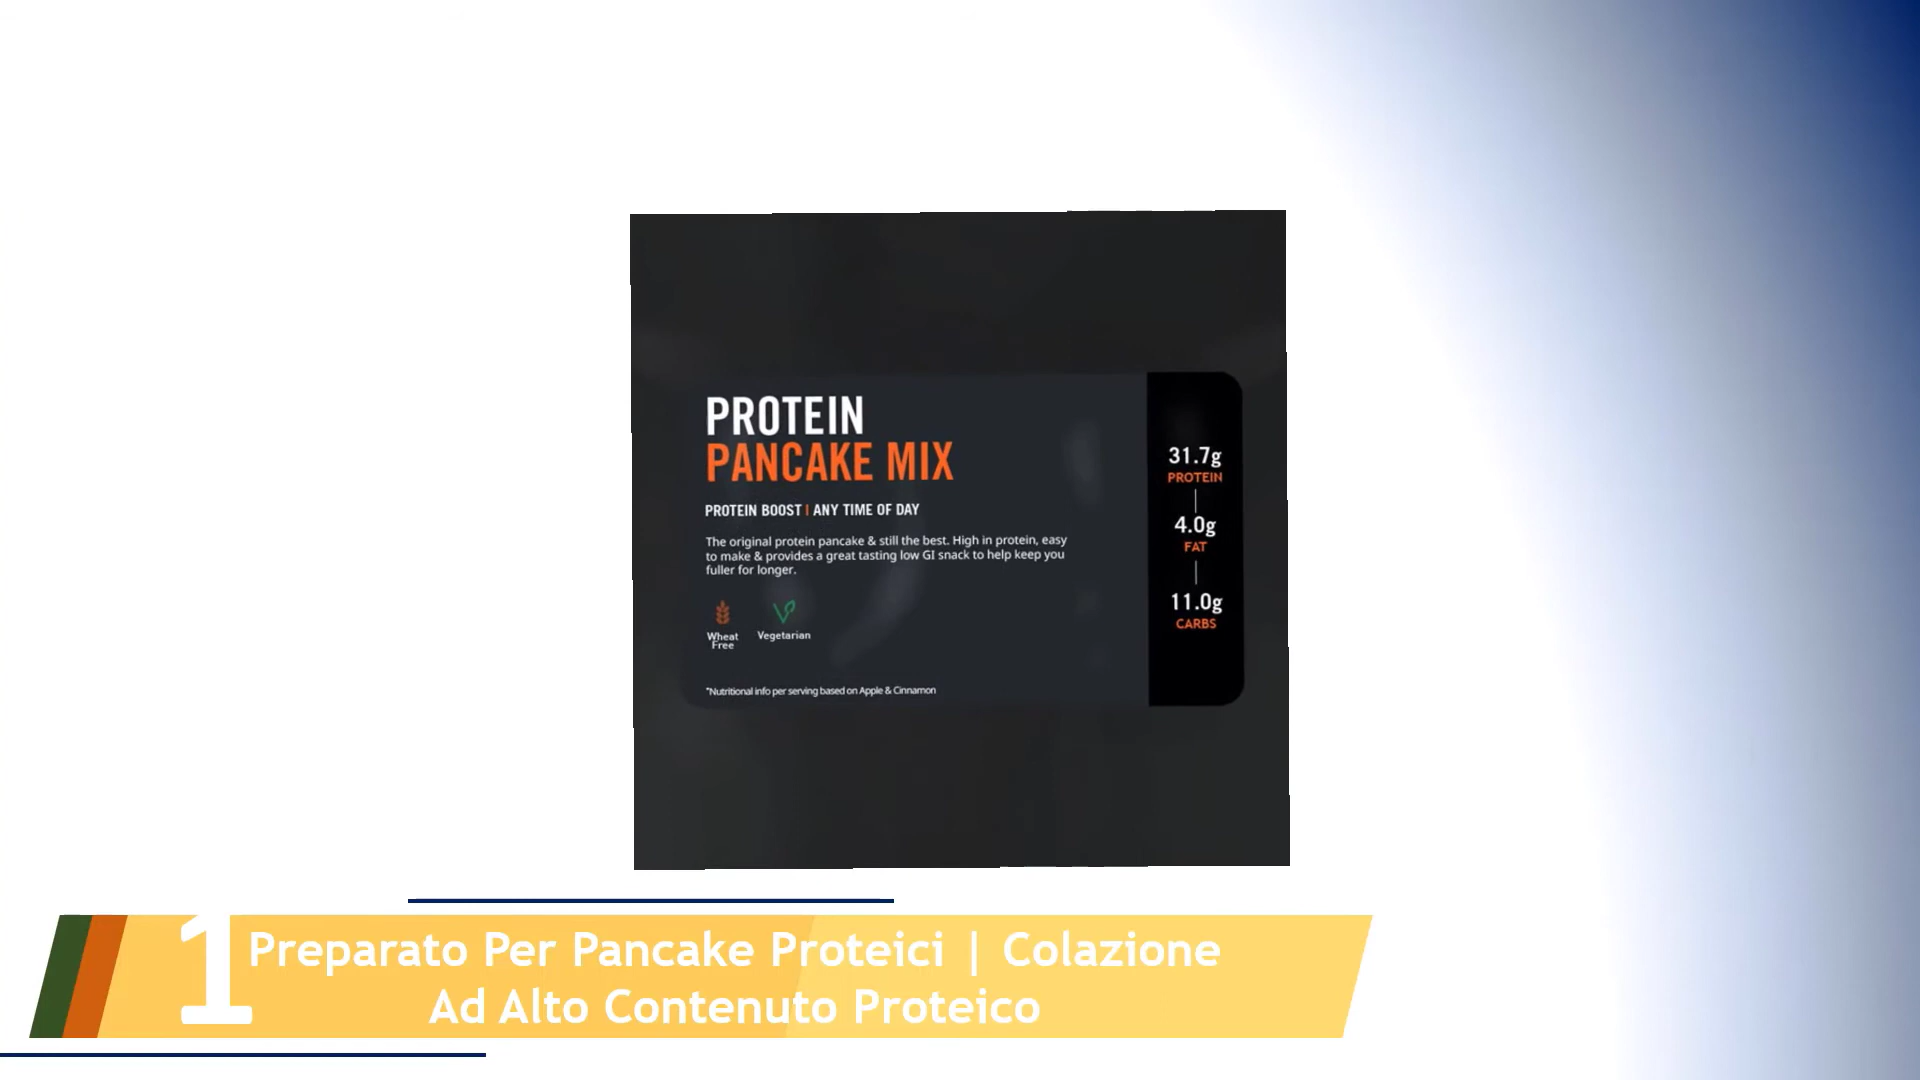 PROTEIN
PANCAKE MIX
PROTEIN BOOST | ANY TIME OF DAY
The original protein pancake & still the best. High in protein, easy
to make & provides a great tasting low GI snack to help keep you
fuller for longer.
Wheat
Free
Vegetarian
*Nutritional info per serving based on Apple & Cinnamon
31.7g
PROTEIN
4.0g
FAT
11.0g
CARBS
1
Preparato Per Pancake Proteici | Colazione
Ad Alto Contenuto Proteico